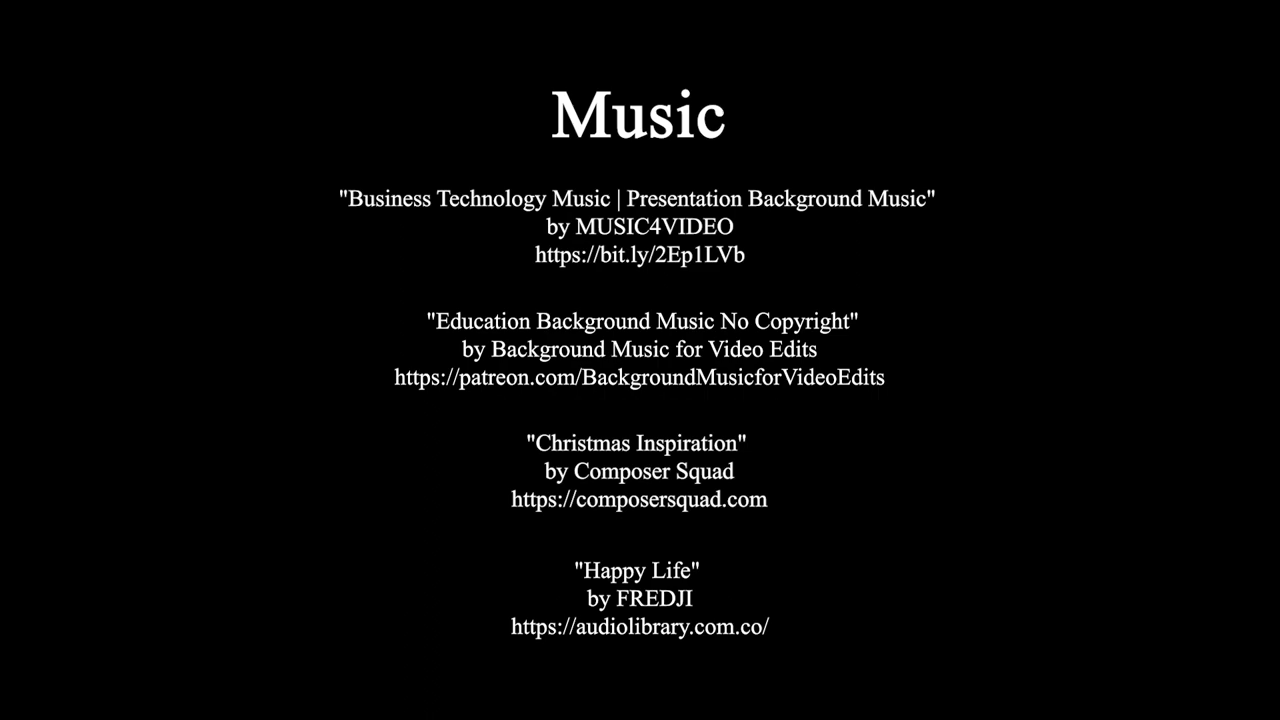 Music
"Business Technology Music | Presentation Background Music"
by MUSIC4VIDEO
https://bit.ly/2Ep1LVb
"Education Background Music No Copyright"
by Background Music for Video Edits
https://patreon.com/BackgroundMusicforVideoEdits
"Christmas Inspiration"
by Composer Squad
https://composersquad.com
"Happy Life"
by FREDJI
https://audiolibrary.com.co/